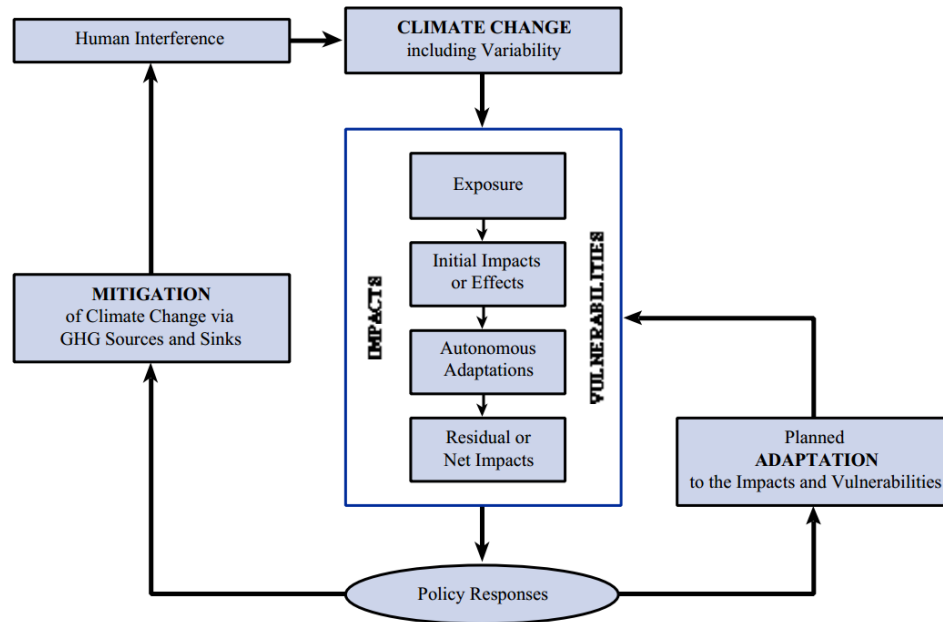 Human Interference
CLIMATE CHANGE
including Variability
Exposure
Initial Impacts
or Effects
IMPACTS
VULNERABILITIES
MITIGATION
of Climate Change via
GHG Sources and Sinks
Autonomous
Adaptations
Residual or
Net Impacts
Planned
ADAPTATION
to the Impacts and Vulnerabilities
Policy Responses